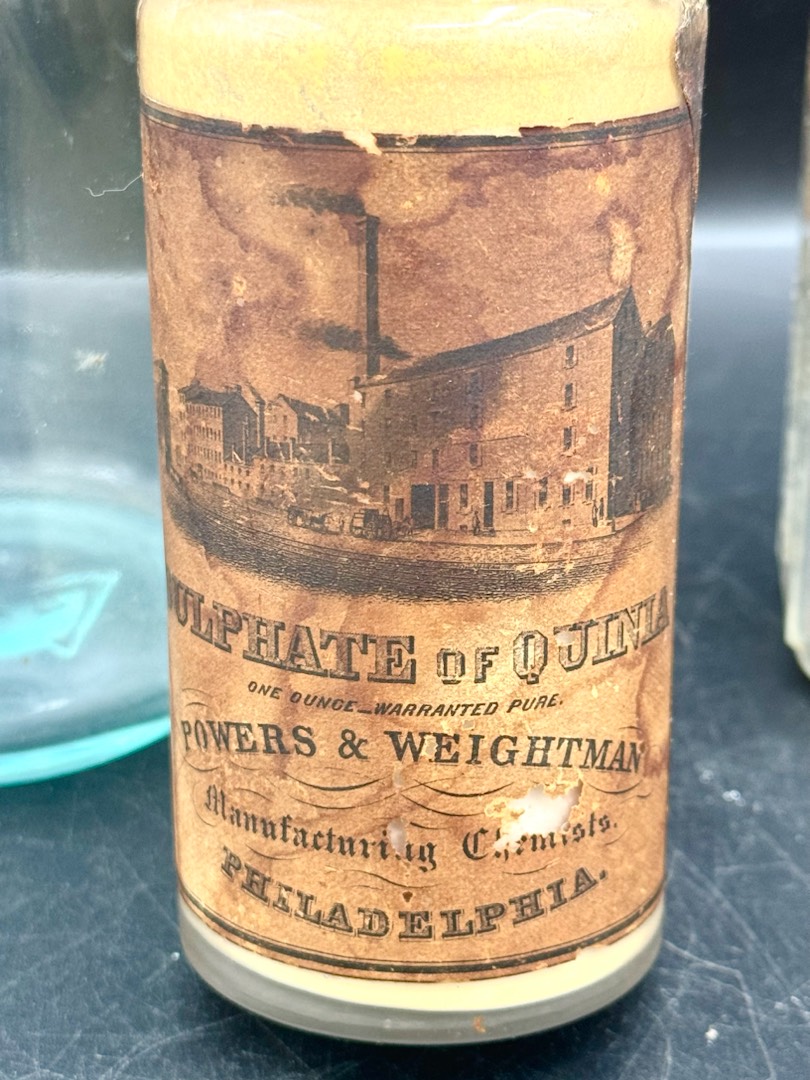 SULPHATE OF QUINIA
ONE OUNCE_WARRANTED PURE.
POWERS & WEIGHTMAN
Manufacturing Chemists.
PHILADELPHIA.